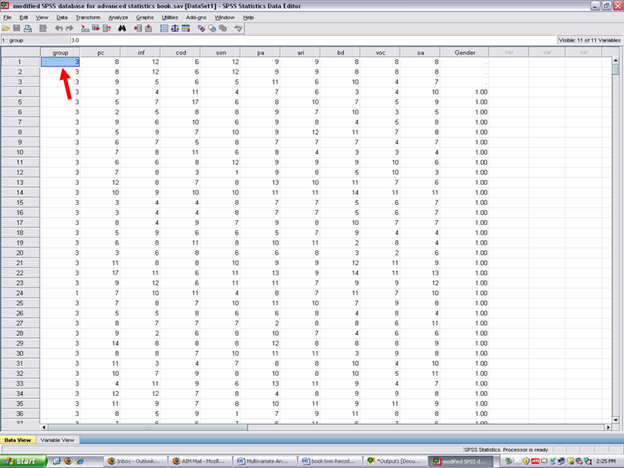 modified SPSS database for advanced statistics book.sav [DataSet1] - SPSS Statistics Data Editor
File Edit View Data Transform Analyze Graphs Utilities Add-ons Window Help
1 : group 3.0 Visible: 11 of 11 Variables
group pc inf cod sim pa ari bd voc oa Gender var var var
1 3 8 12 6 12 9 9 8 8 8 .
2 3 8 12 6 12 9 9 8 8 8 .
3 3 9 5 6 5 11 6 10 4 7 .
4 3 3 4 11 4 7 6 3 4 10 1.00
5 3 5 7 17 6 8 10 7 5 9 1.00
6 3 2 5 8 8 9 7 10 3 5 1.00
7 3 9 6 10 6 9 8 4 5 8 1.00
8 3 5 9 7 10 9 12 11 7 8 1.00
9 3 6 7 5 8 7 7 7 4 7 1.00
10 3 7 8 11 6 8 4 3 3 4 1.00
11 3 6 6 8 12 9 9 9 10 6 1.00
12 3 7 8 3 1 9 8 5 10 3 1.00
13 3 12 8 7 8 13 10 11 7 6 1.00
14 3 10 9 10 10 11 11 14 11 11 1.00
15 3 3 4 4 8 7 7 5 6 7 1.00
16 3 3 4 4 8 7 7 5 6 7 1.00
17 3 8 4 9 7 9 8 10 7 7 1.00
18 3 5 9 6 6 5 7 9 4 4 1.00
19 3 6 8 11 8 10 11 2 8 4 1.00
20 3 3 6 8 6 6 8 3 2 6 1.00
21 3 11 8 8 10 9 9 12 11 9 1.00
22 3 17 11 6 11 13 9 14 11 13 1.00
23 3 9 12 6 11 11 7 9 9 12 1.00
24 1 7 10 11 4 8 7 11 7 10 1.00
25 3 7 8 7 10 11 10 7 9 8 1.00
26 3 5 5 8 6 6 8 4 8 4 1.00
27 3 8 7 7 7 2 8 8 6 11 1.00
28 3 9 2 6 8 10 7 4 6 6 1.00
29 3 14 8 8 8 12 8 8 8 9 1.00
30 3 8 8 7 10 11 11 3 9 8 1.00
31 3 11 3 4 7 8 8 10 4 10 1.00
32 3 10 7 9 8 10 4 10 5 11 1.00
33 3 4 11 9 6 13 11 9 4 7 1.00
34 3 12 12 7 8 9 8 4 8 8 1.00
35 3 11 9 7 8 10 11 9 11 9 1.00
36 3 8 5 9 1 7 9 11 8 8 1.00
Data View Variable View
SPSS Statistics Processor is ready
start Inbox - Outlook... AIM Mail - Mozil... Multivariate An... book two Recod... *Output1 [Docu... modified SPSS d... 2:25 PM